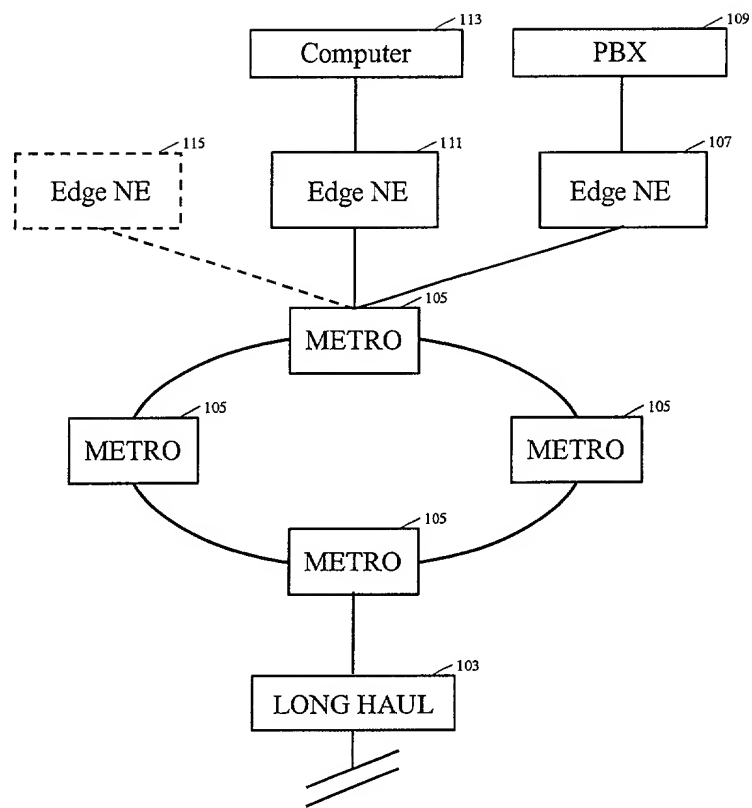 113
Computer
109
PBX
115
Edge NE
111
Edge NE
107
Edge NE
105
METRO
105
METRO
105
METRO
105
METRO
103
LONG HAUL